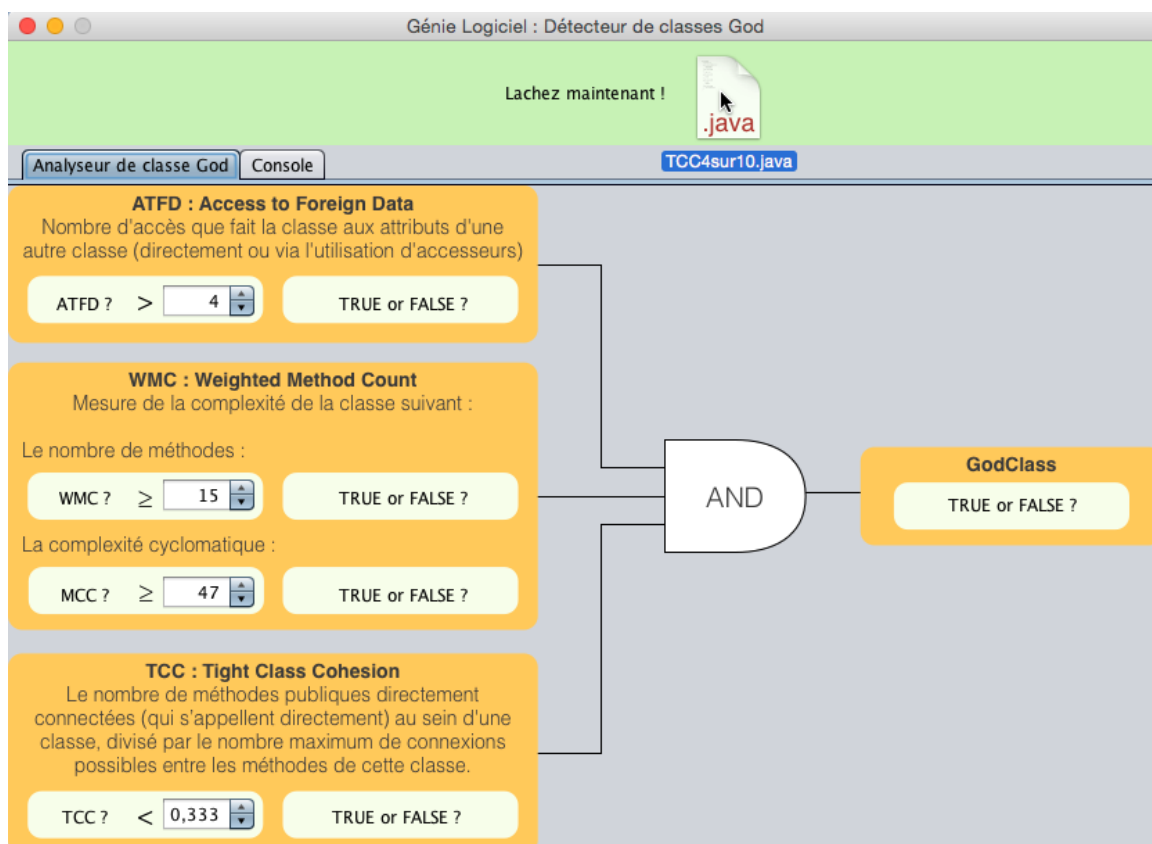 Génie Logiciel : Détecteur de classes God
Lachez maintenant !
.java
TCC4sur10.java
Analyseur de classe God
Console
ATFD : Access to Foreign Data
Nombre d'accès que fait la classe aux attributs d'une
autre classe (directement ou via l'utilisation d'accesseurs)
ATFD ? > 4 TRUE or FALSE ?
WMC : Weighted Method Count
Mesure de la complexité de la classe suivant :
Le nombre de méthodes :
WMC ? ≥ 15 TRUE or FALSE ?
La complexité cyclomatique :
MCC ? ≥ 47 TRUE or FALSE ?
TCC : Tight Class Cohesion
Le nombre de méthodes publiques directement
connectées (qui s'appellent directement) au sein d'une
classe, divisé par le nombre maximum de connexions
possibles entre les méthodes de cette classe.
TCC ? < 0,333 TRUE or FALSE ?
AND
GodClass
TRUE or FALSE ?